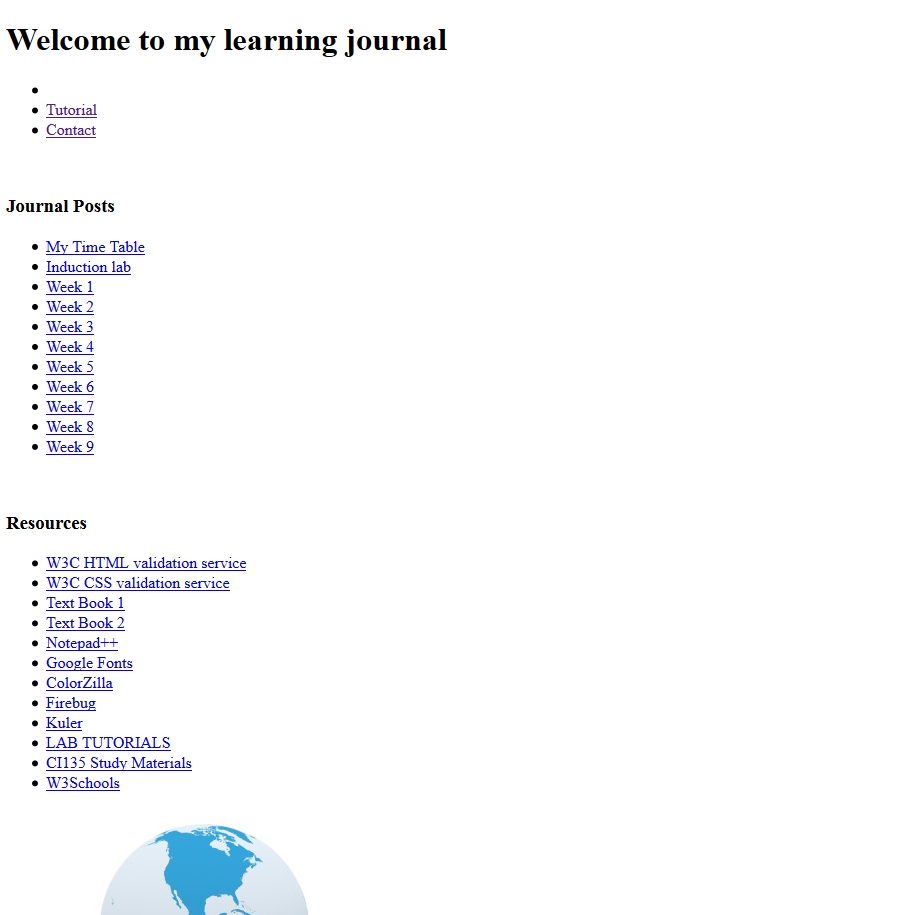 Welcome to my learning journal
Tutorial
Contact
Journal Posts
My Time Table
Induction lab
Week 1
Week 2
Week 3
Week 4
Week 5
Week 6
Week 7
Week 8
Week 9
Resources
W3C HTML validation service
W3C CSS validation service
Text Book 1
Text Book 2
Notepad++
Google Fonts
ColorZilla
Firebug
Kuler
LAB TUTORIALS
CI135 Study Materials
W3Schools